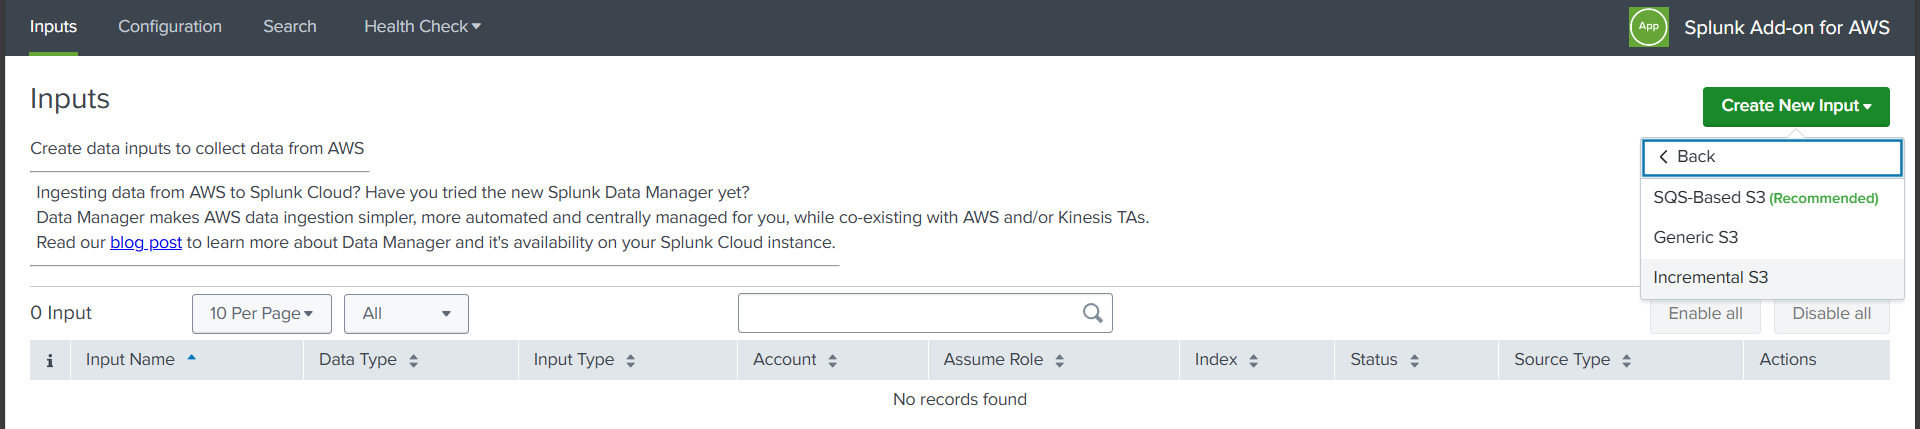 Inputs Configuration Search Health Check App Splunk Add-on for AWS
Inputs
Create New Input
Create data inputs to collect data from AWS
Back
Ingesting data from AWS to Splunk Cloud? Have you tried the new Splunk Data Manager yet?
SQS-Based S3 (Recommended)
Data Manager makes AWS data ingestion simpler, more automated and centrally managed for you, while co-existing with AWS and/or Kinesis TAs.
Read our blog post to learn more about Data Manager and it's availability on your Splunk Cloud instance.
Generic S3
Incremental S3
0 Input 10 Per Page All Enable all Disable all
i Input Name Data Type Input Type Account Assume Role Index Status Source Type Actions
No records found